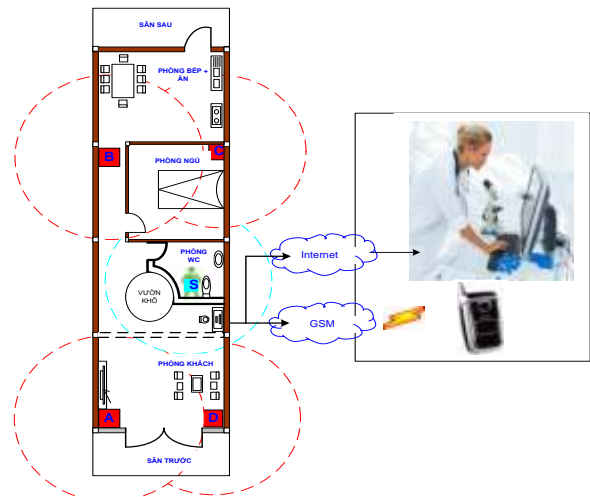 SÂN SAU
PHÒNG BẾP +
ĂN
B
C
PHÒNG NGỦ
PHÒNG
WC
S
VƯỜN
KHÔ
Internet
GSM
PHÒNG KHÁCH
A
D
SÂN TRƯỚC